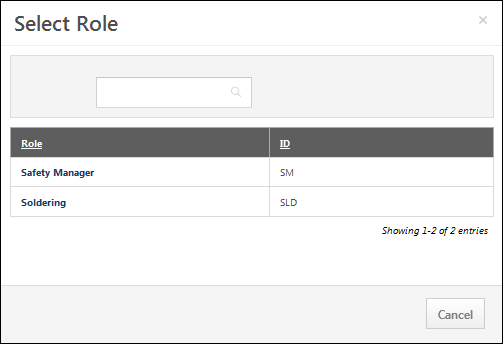 Select Role
×
Role ID
Safety Manager SM
Soldering SLD
Showing 1-2 of 2 entries
Cancel